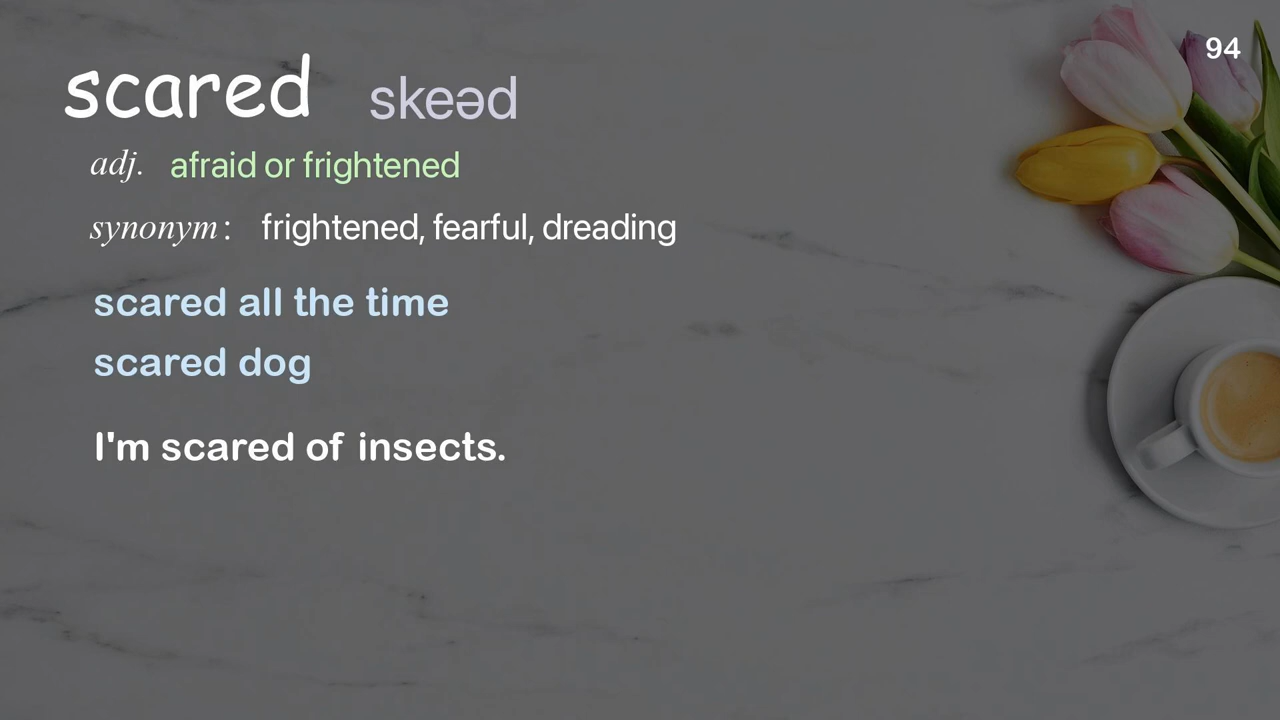 94
scared skeəd
adj. afraid or frightened
synonym: frightened, fearful, dreading
scared all the time
scared dog
I'm scared of insects.